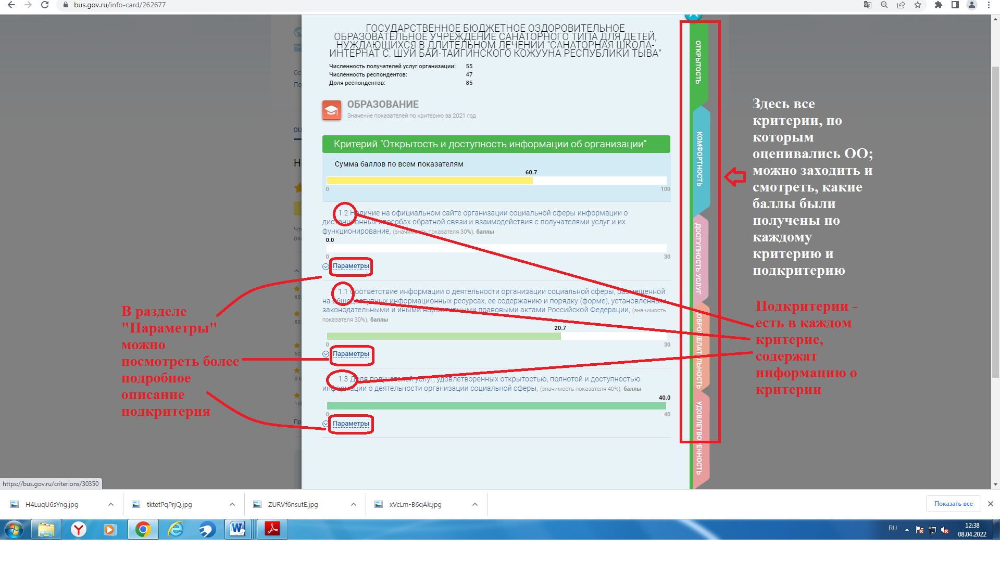 bus.gov.ru/info-card/262677
ГОСУДАРСТВЕННОЕ БЮДЖЕТНОЕ ОЗДОРОВИТЕЛЬНОЕ
ОБРАЗОВАТЕЛЬНОЕ УЧРЕЖДЕНИЕ САНАТОРНОГО ТИПА ДЛЯ ДЕТЕЙ,
НУЖДАЮЩИХСЯ В ДЛИТЕЛЬНОМ ЛЕЧЕНИИ "САНАТОРНАЯ ШКОЛА-
ИНТЕРНАТ С. ШУИ БАЙ-ТАЙГИНСКОГО КОЖУУНА РЕСПУБЛИКИ ТЫВА"
Численность получателей услуг организации: 55
Численность респондентов: 47
Доля респондентов: 85
ОБРАЗОВАНИЕ
Значение показателей по критерию за 2021 год
Критерий "Открытость и доступность информации об организации"
Сумма баллов по всем показателям
60.7
0 100
1.2 Наличие на официальном сайте организации социальной сферы информации о
дистанционных способах обратной связи и взаимодействия с получателями услуг и их
функционирование, (значимость показателя 30%), баллы
0.0
0 30
Параметры
1.1 Соответствие информации о деятельности организации социальной сферы, размещенной
на общедоступных информационных ресурсах, ее содержанию и порядку (форме), установленным
законодательными и иными нормативными правовыми актами Российской Федерации, (значимость
показателя 30%), баллы
20.7
0 30
Параметры
1.3 Доля получателей услуг, удовлетворенных открытостью, полнотой и доступностью
информации о деятельности организации социальной сферы, (значимость показателя 40%), баллы
40.0
0 40
Параметры
ОТКРЫТОСТЬ
КОМФОРТНОСТЬ
ДОСТУПНОСТЬ УСЛУГ
ДОБРОЖЕЛАТЕЛЬНОСТЬ
УДОВЛЕТВОРЕННОСТЬ
Здесь все
критерии, по
которым
оценивались ОО;
можно заходить и
смотреть, какие
баллы были
получены по
каждому
критерию и
подкритерию
Подкритерии -
есть в каждом
критерие,
содержат
информацию о
критерии
В разделе
"Параметры"
можно
посмотреть более
подробное
описание
подкритерия
https://bus.gov.ru/criterions/30350
H4LuqU6sYng.jpg
tktetPqPrjQ.jpg
ZURVf6nsutE.jpg
xVcLm-B6qAk.jpg
Показать все
RU
12:38
08.04.2022